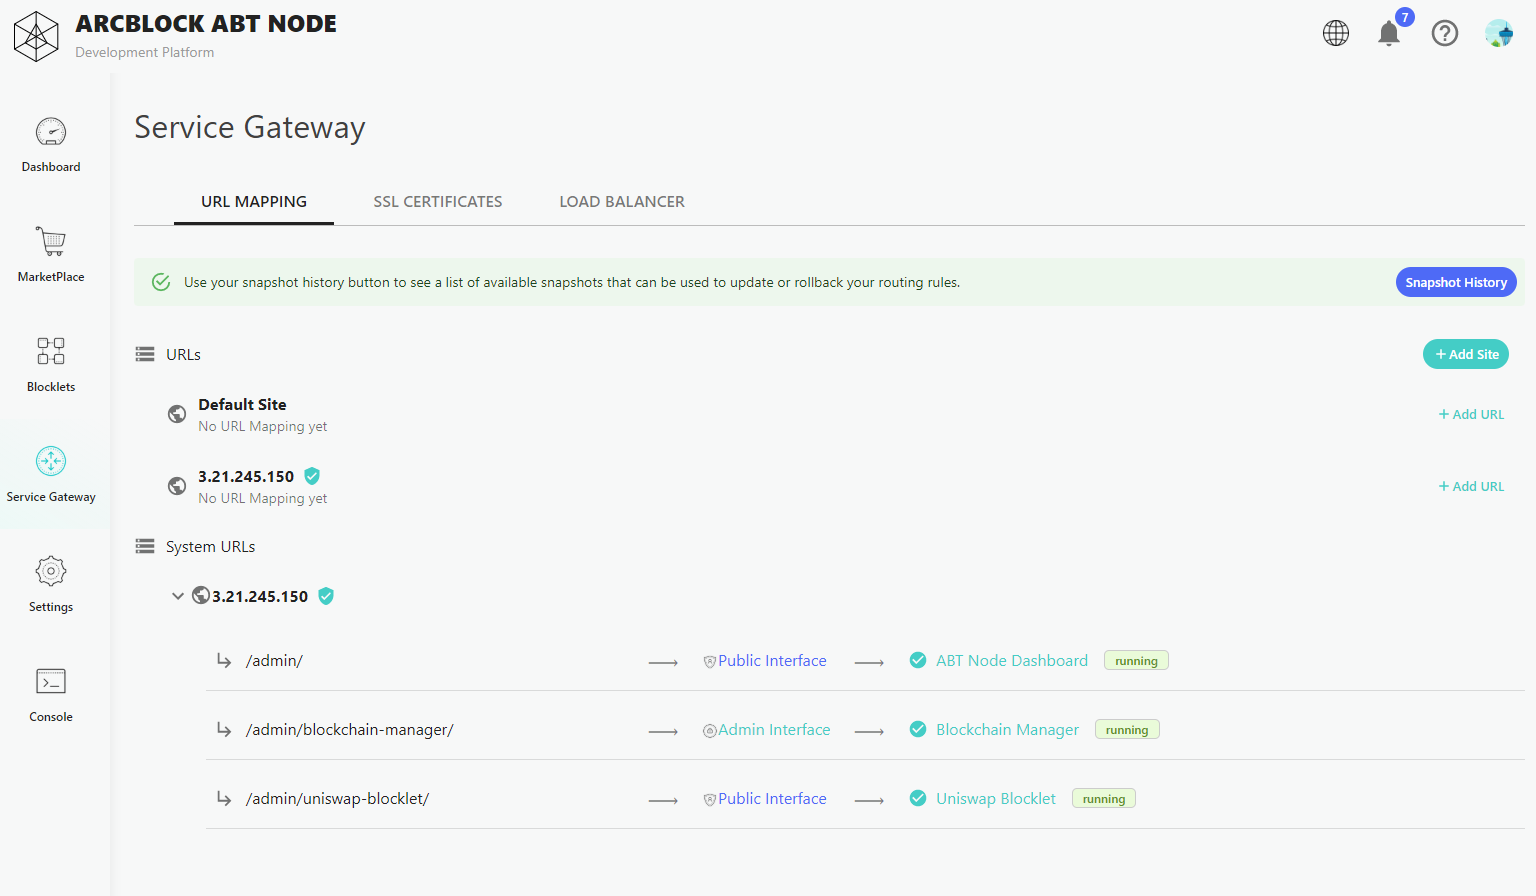 ARCBLOCK ABT NODE
Development Platform
7
Dashboard
MarketPlace
Blocklets
Service Gateway
Settings
Console
Service Gateway
URL MAPPING
SSL CERTIFICATES
LOAD BALANCER
Use your snapshot history button to see a list of available snapshots that can be used to update or rollback your routing rules.
Snapshot History
URLs
+ Add Site
Default Site
No URL Mapping yet
+ Add URL
3.21.245.150
No URL Mapping yet
+ Add URL
System URLs
3.21.245.150
/admin/ Public Interface ABT Node Dashboard running
/admin/blockchain-manager/ Admin Interface Blockchain Manager running
/admin/uniswap-blocklet/ Public Interface Uniswap Blocklet running